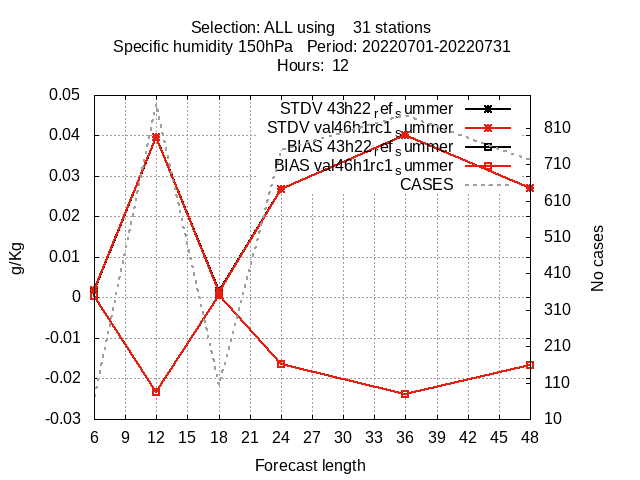 Selection: ALL using    31 stations
Specific humidity 150hPa   Period: 20220701-20220731
Hours:  12
0.05
0.04
0.03
0.02
0.01
0
-0.01
-0.02
-0.03
g/Kg
STDV 43h22_ref_summer
STDV val46h1rc1_summer
BIAS 43h22_ref_summer
BIAS val46h1rc1_summer
CASES
810
710
610
510
410
310
210
110
10
No cases
6 9 12 15 18 21 24 27 30 33 36 39 42 45 48
Forecast length